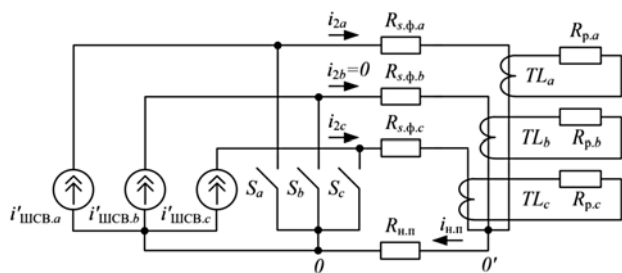 i2a Rs.ф.a Rр.a
TLa
i2b=0 Rs.ф.b
i2c Rs.ф.c TLb Rр.b
Sa Sb Sc
i′ШСВ.a i′ШСВ.b i′ШСВ.c TLc Rр.c
Rн.п iн.п
0 0′